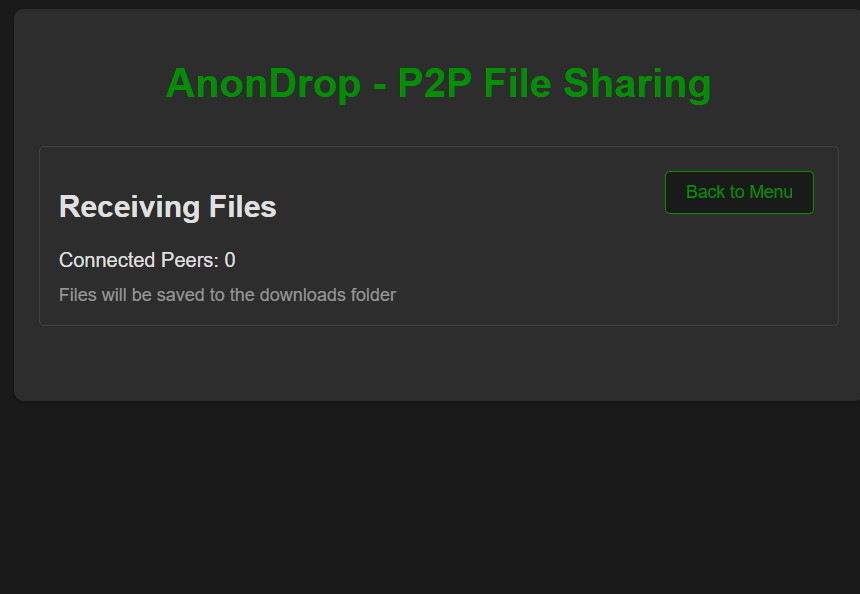 AnonDrop - P2P File Sharing
Receiving Files
Back to Menu
Connected Peers: 0
Files will be saved to the downloads folder